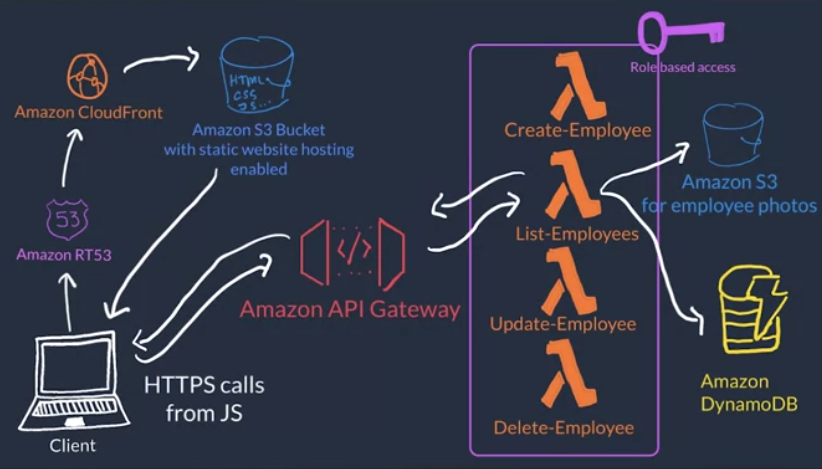 Amazon CloudFront
HTML
CSS
JS...
Amazon S3 Bucket
with static website hosting
enabled
53
Amazon RT53
Client
HTTPS calls
from JS
</>
Amazon API Gateway
Role based access
Create-Employee
List-Employees
Update-Employee
Delete-Employee
Amazon S3
for employee photos
Amazon
DynamoDB